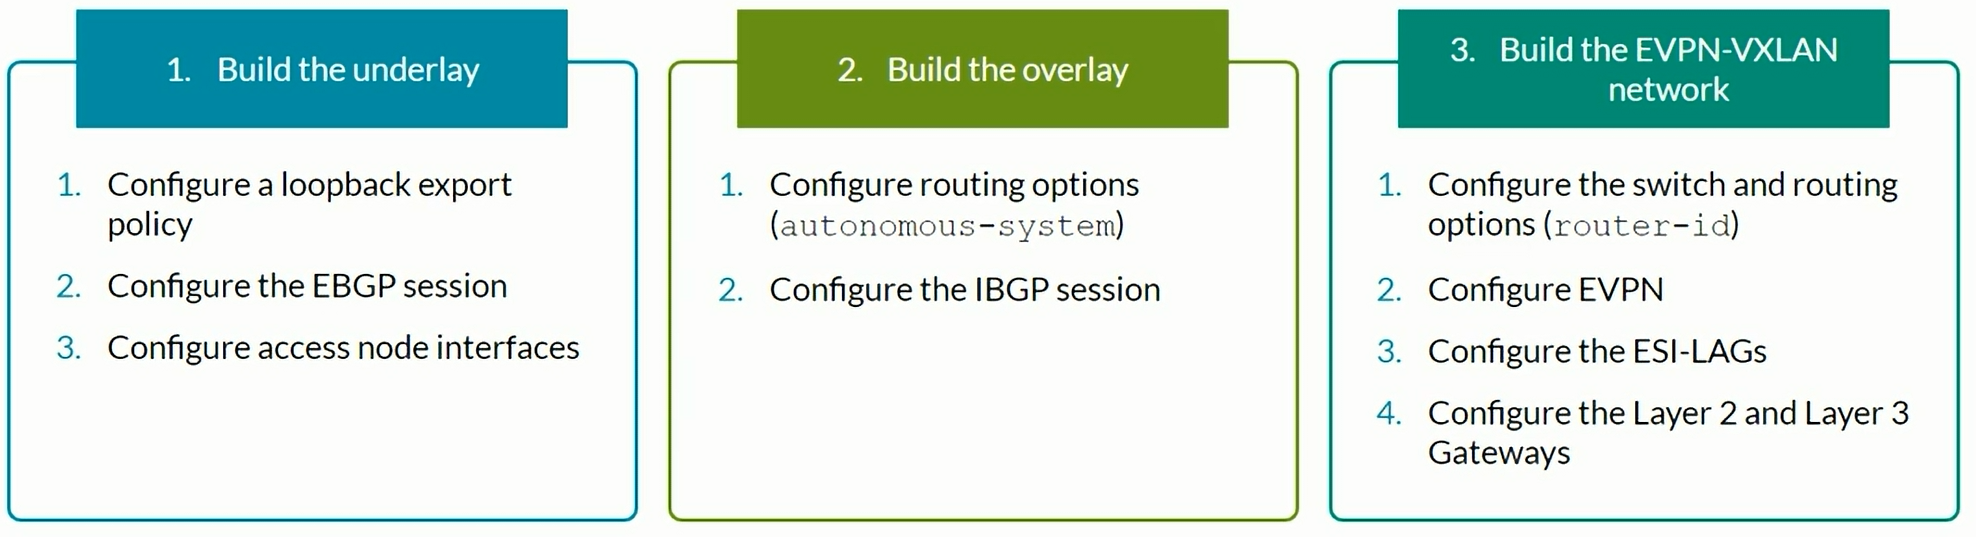 1. Build the underlay
1. Configure a loopback export
policy
2. Configure the EBGP session
3. Configure access node interfaces
2. Build the overlay
1. Configure routing options
(autonomous-system)
2. Configure the IBGP session
3. Build the EVPN-VXLAN
network
1. Configure the switch and routing
options (router-id)
2. Configure EVPN
3. Configure the ESI-LAGs
4. Configure the Layer 2 and Layer 3
Gateways